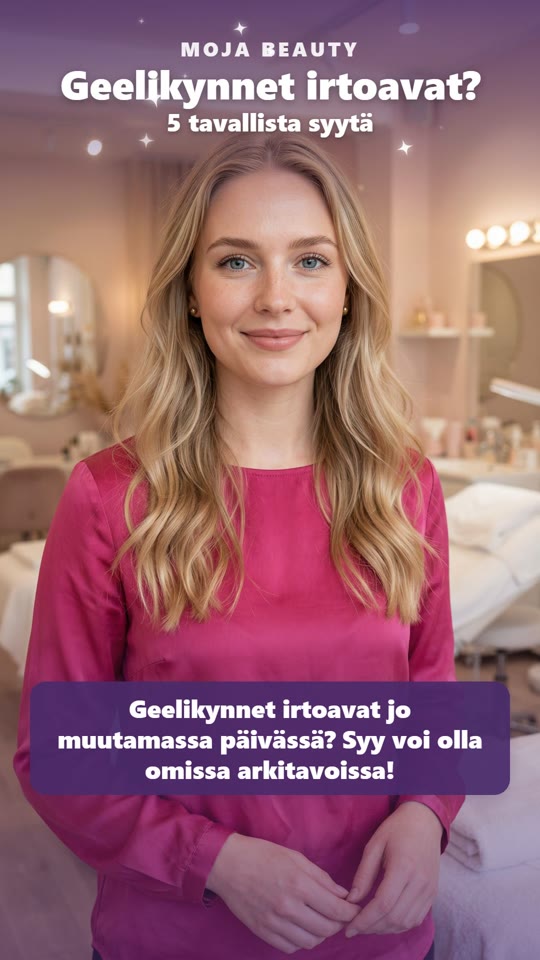 MOJA BEAUTY
Geelikynnet irtoavat?
5 tavallista syytä
Geelikynnet irtoavat jo
muutamassa päivässä? Syy voi olla
omissa arkitavoissa!